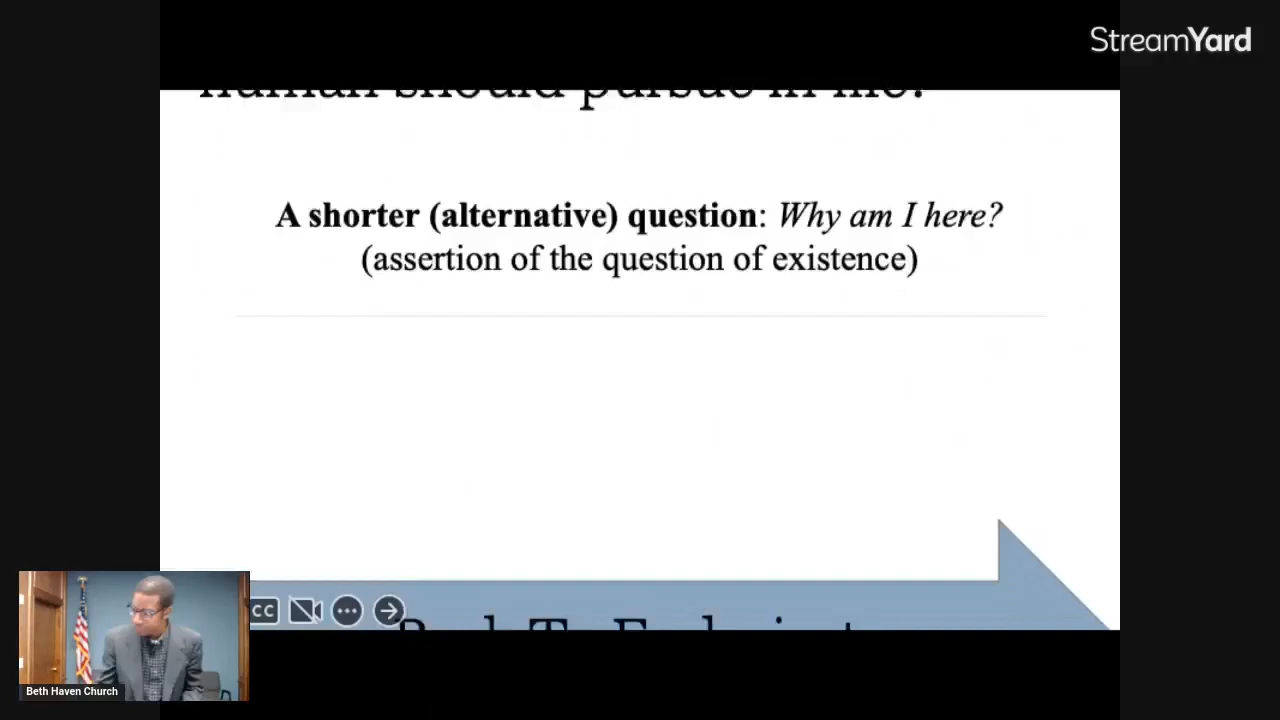 StreamYard
human should pursue in life?
A shorter (alternative) question: Why am I here?
(assertion of the question of existence)
CC
Beth Haven Church